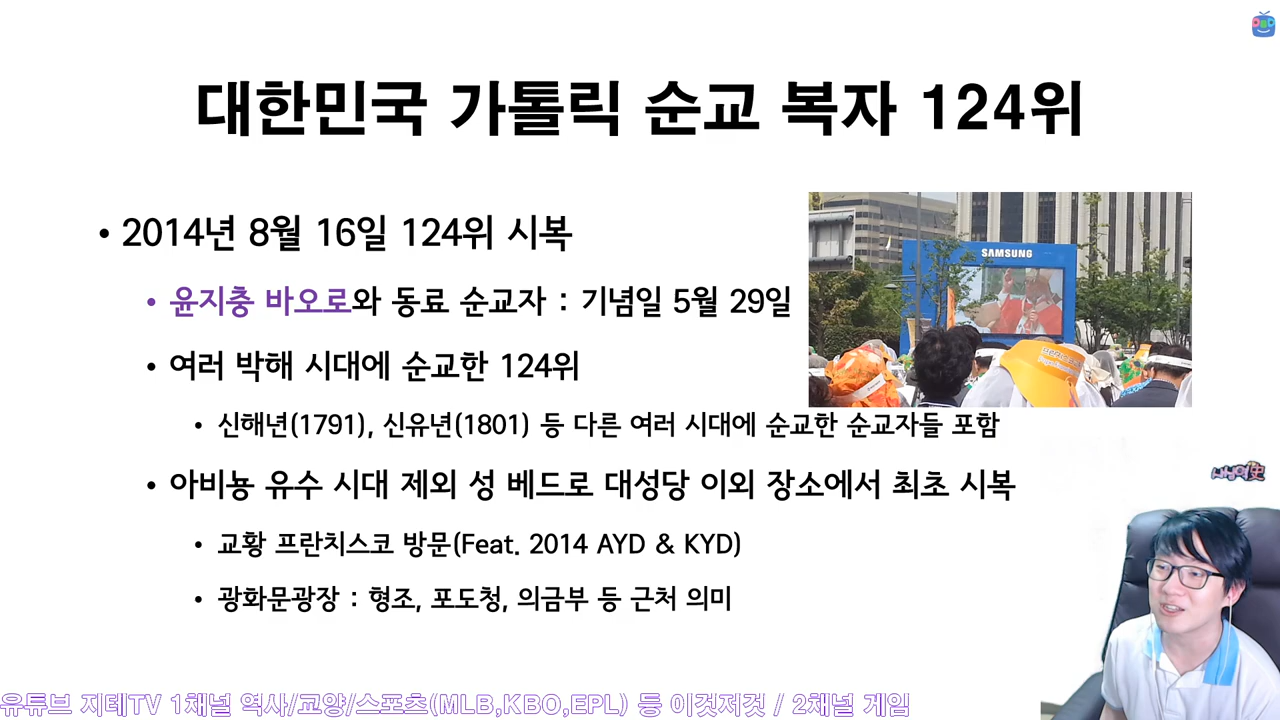 대한민국 가톨릭 순교 복자 124위
• 2014년 8월 16일 124위 시복
• 윤지충 바오로와 동료 순교자 : 기념일 5월 29일
• 여러 박해 시대에 순교한 124위
• 신해년(1791), 신유년(1801) 등 다른 여러 시대에 순교한 순교자들 포함
• 아비뇽 유수 시대 제외 성 베드로 대성당 이외 장소에서 최초 시복
• 교황 프란치스코 방문(Feat. 2014 AYD & KYD)
• 광화문광장 : 형조, 포도청, 의금부 등 근처 의미
SAMSUNG
유튜브 지테TV 1채널 역사/교양/스포츠(MLB,KBO,EPL) 등 이것저것 / 2채널 게임